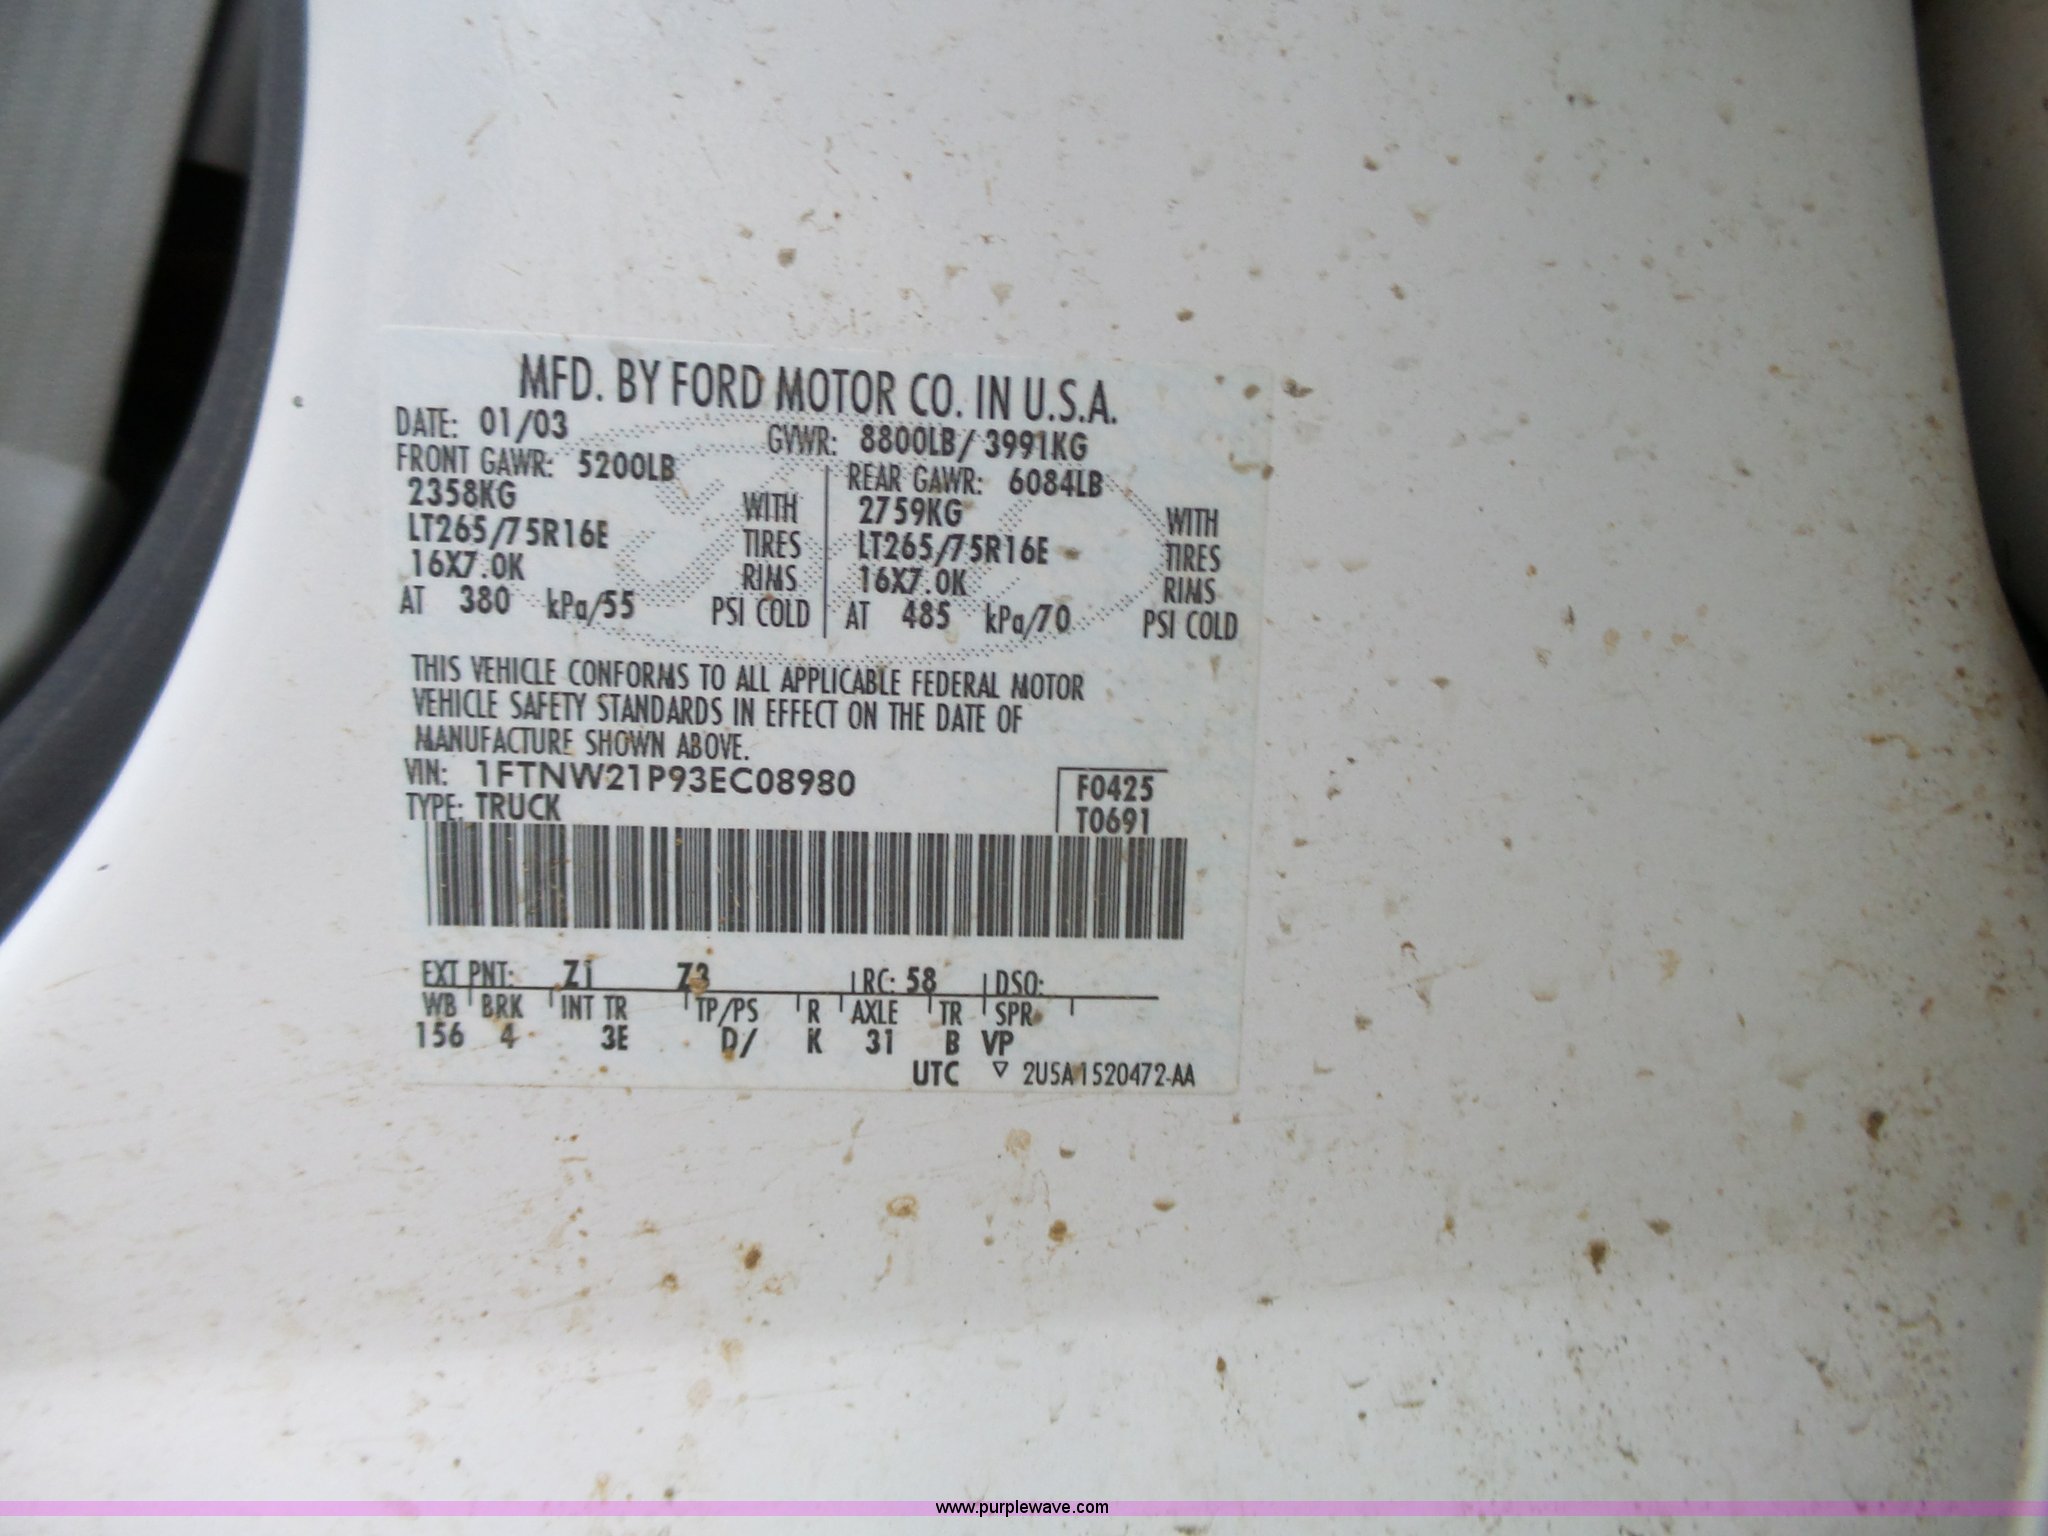 MFD. BY FORD MOTOR CO. IN U.S.A.
DATE: 01/03 GVWR: 8800LB/ 3991KG
FRONT GAWR: 5200LB REAR GAWR: 6084LB
2358KG WITH 2759KG WITH
LT265/75R16E TIRES LT265/75R16E TIRES
16X7.0K RIMS 16X7.0K RIMS
AT 380 kPa/55 PSI COLD AT 485 kPa/70 PSI COLD
THIS VEHICLE CONFORMS TO ALL APPLICABLE FEDERAL MOTOR
VEHICLE SAFETY STANDARDS IN EFFECT ON THE DATE OF
MANUFACTURE SHOWN ABOVE.
VIN: 1FTNW21P93EC08980 F0425
TYPE: TRUCK T0691
EXT PNT: Z1 Z3 RC: 58 DSO:
WB BRK INT TR TP/PS R AXLE TR SPR
156 4 3E D/ K 31 B VP
UTC ▽ 2U5A1520472-AA
www.purplewave.com